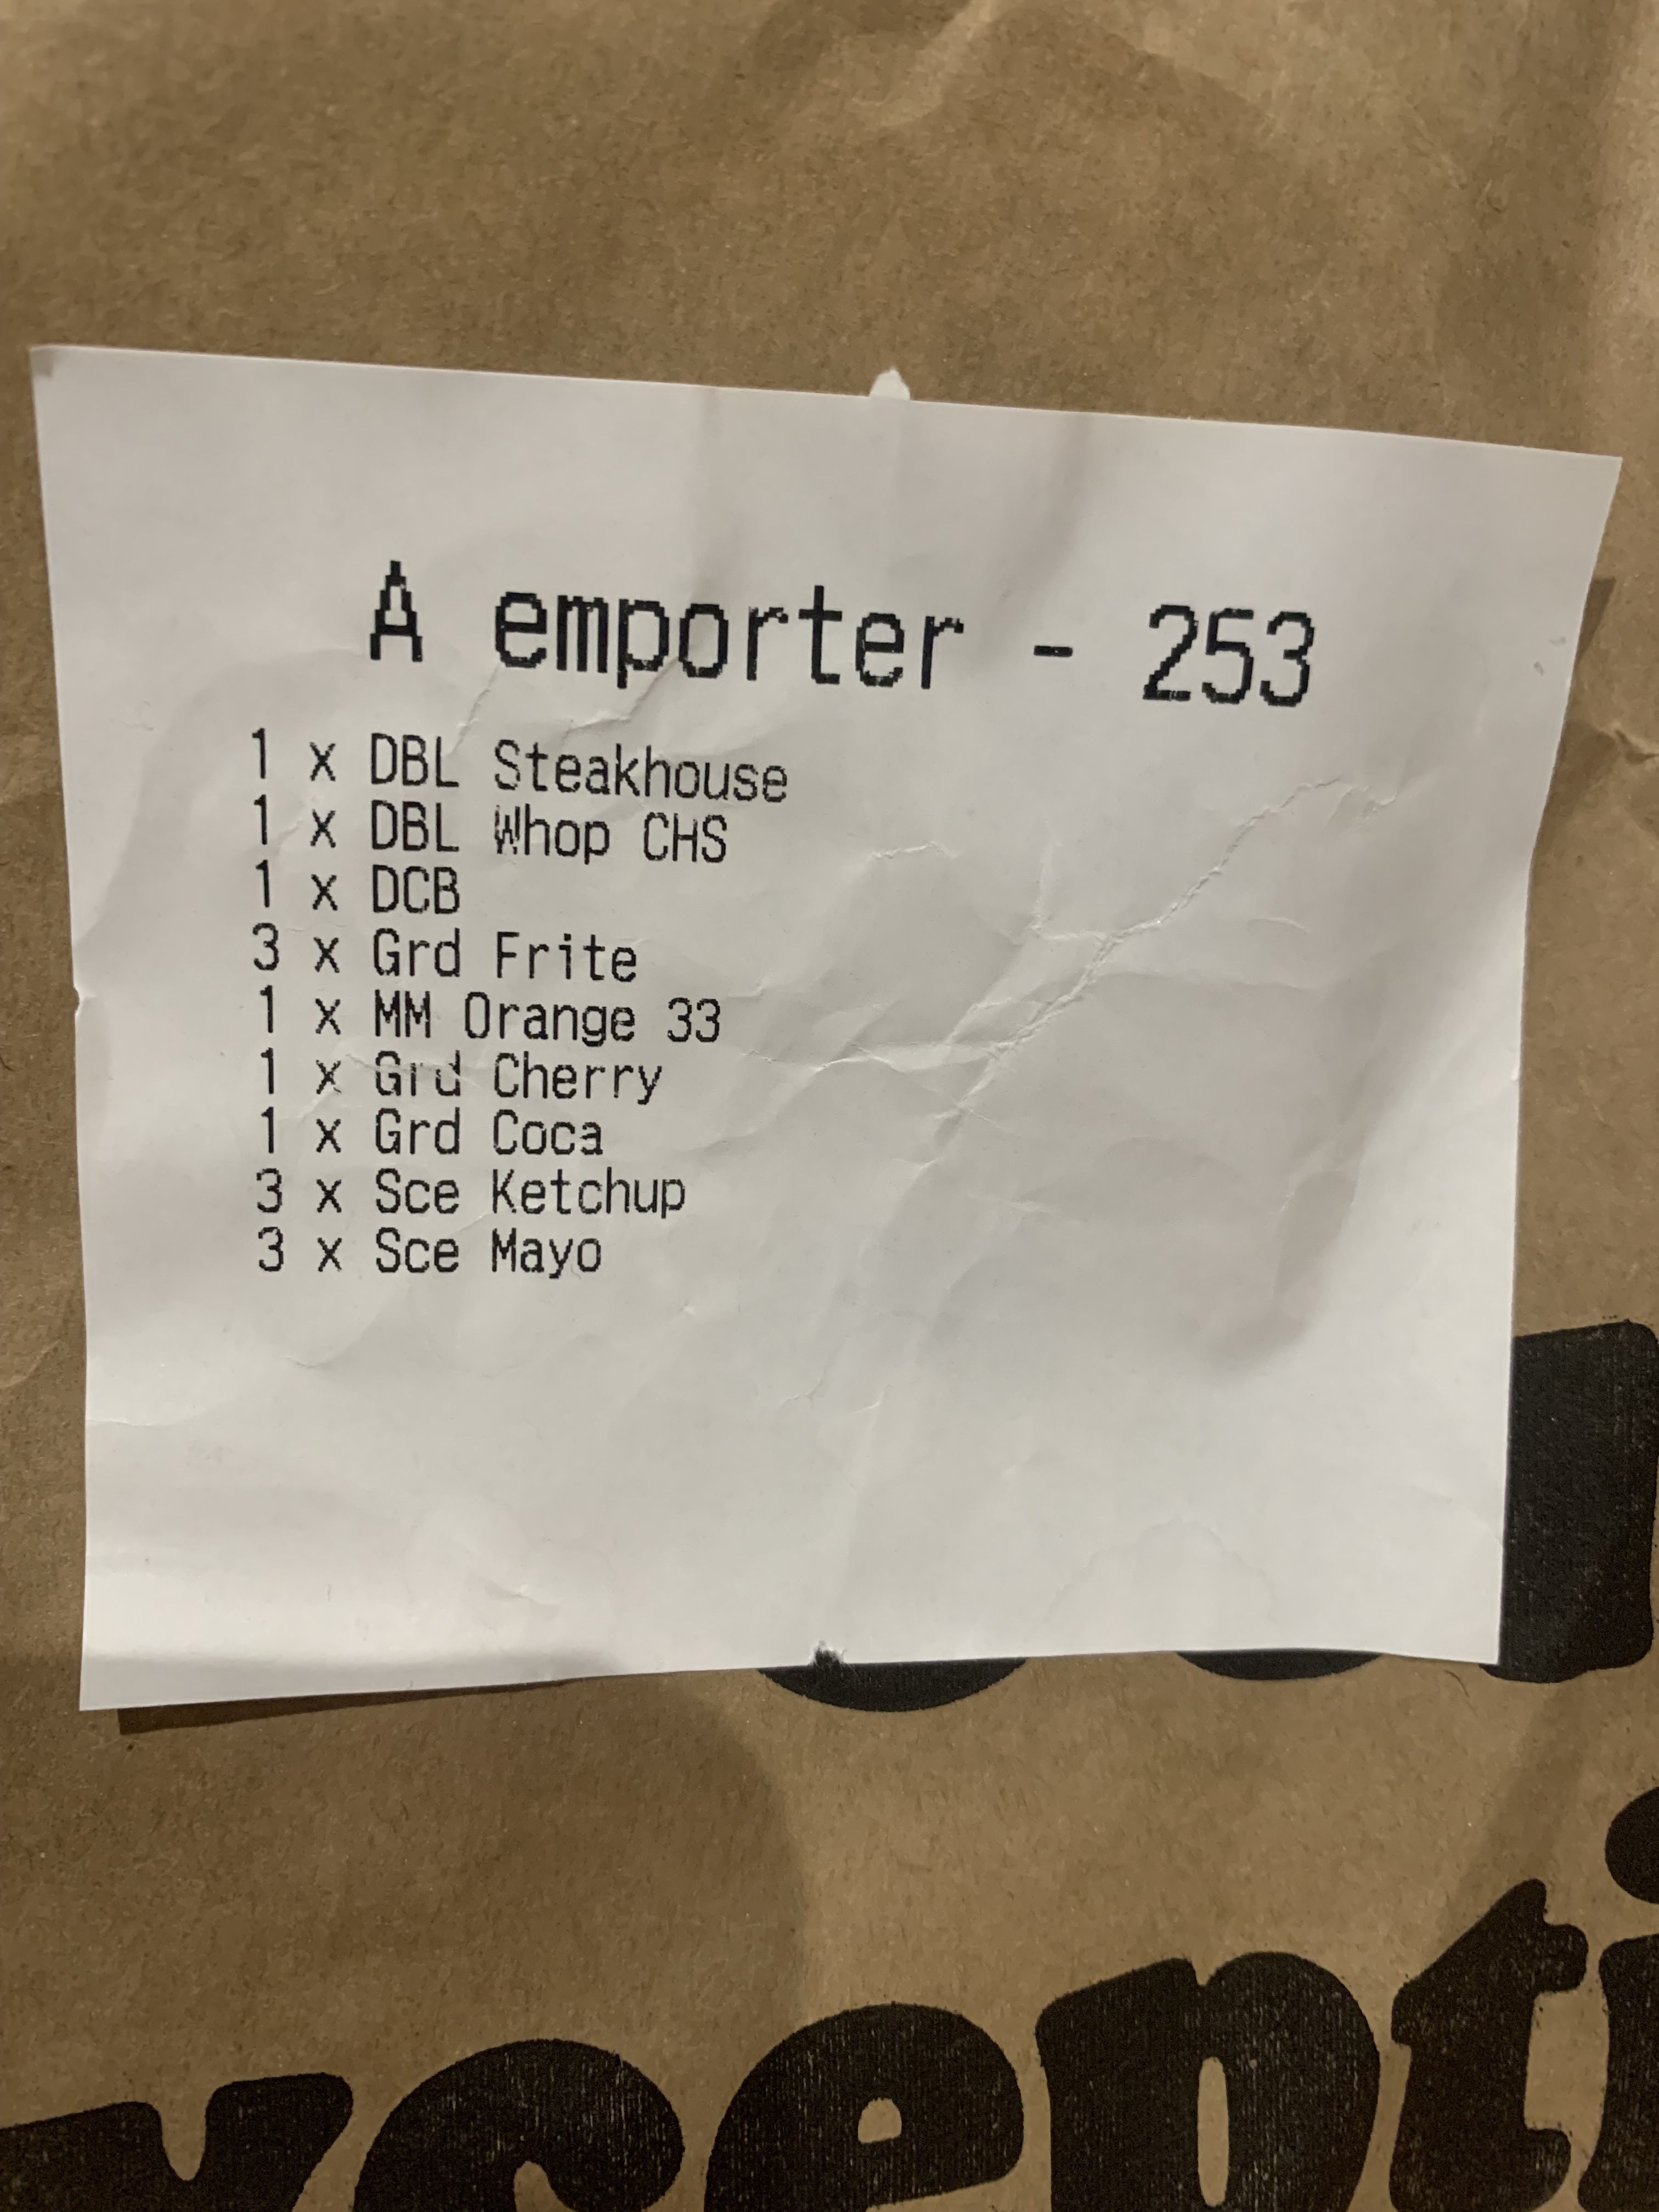 A emporter - 253
1 x DBL Steakhouse
1 x DBL Whop CHS
1 x DCB
3 x Grd Frite
1 x MM Orange 33
1 x Grd Cherry
1 x Grd Coca
3 x Sce Ketchup
3 x Sce Mayo